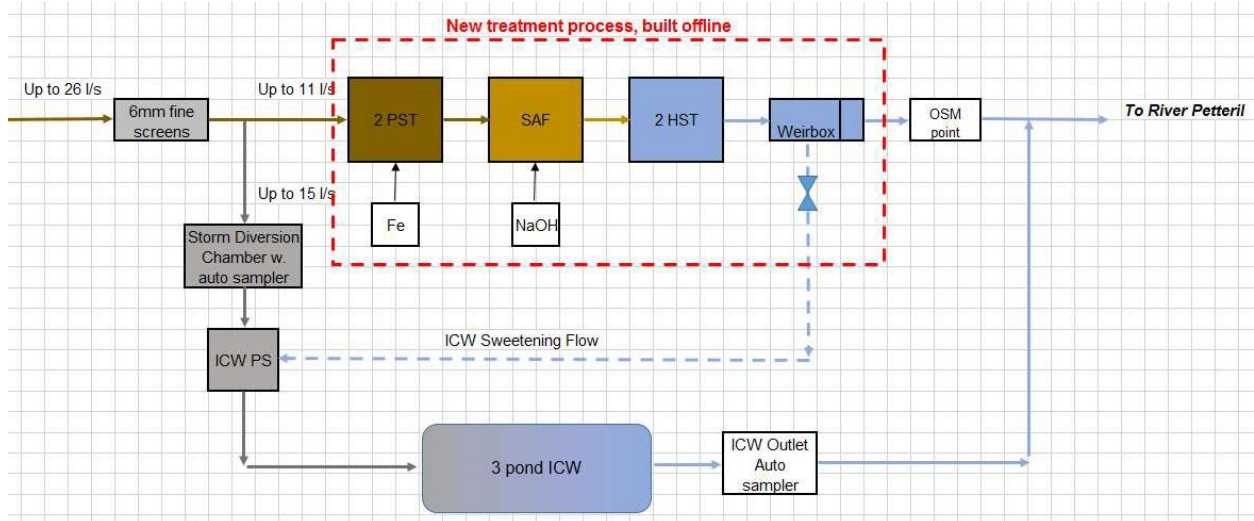 New treatment process, built offline
Up to 26 l/s
6mm fine
screens
Up to 11 l/s
2 PST
SAF
2 HST
Weirbox
OSM
point
To River Petteril
Up to 15 l/s
Fe
NaOH
Storm Diversion
Chamber w.
auto sampler
ICW PS
ICW Sweetening Flow
3 pond ICW
ICW Outlet
Auto
sampler